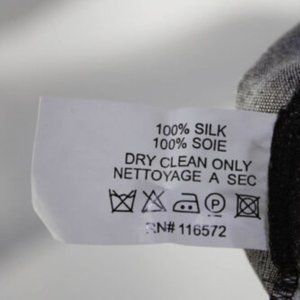 100% SILK
100% SOIE
DRY CLEAN ONLY
NETTOYAGE A SEC
P
RN# 116572